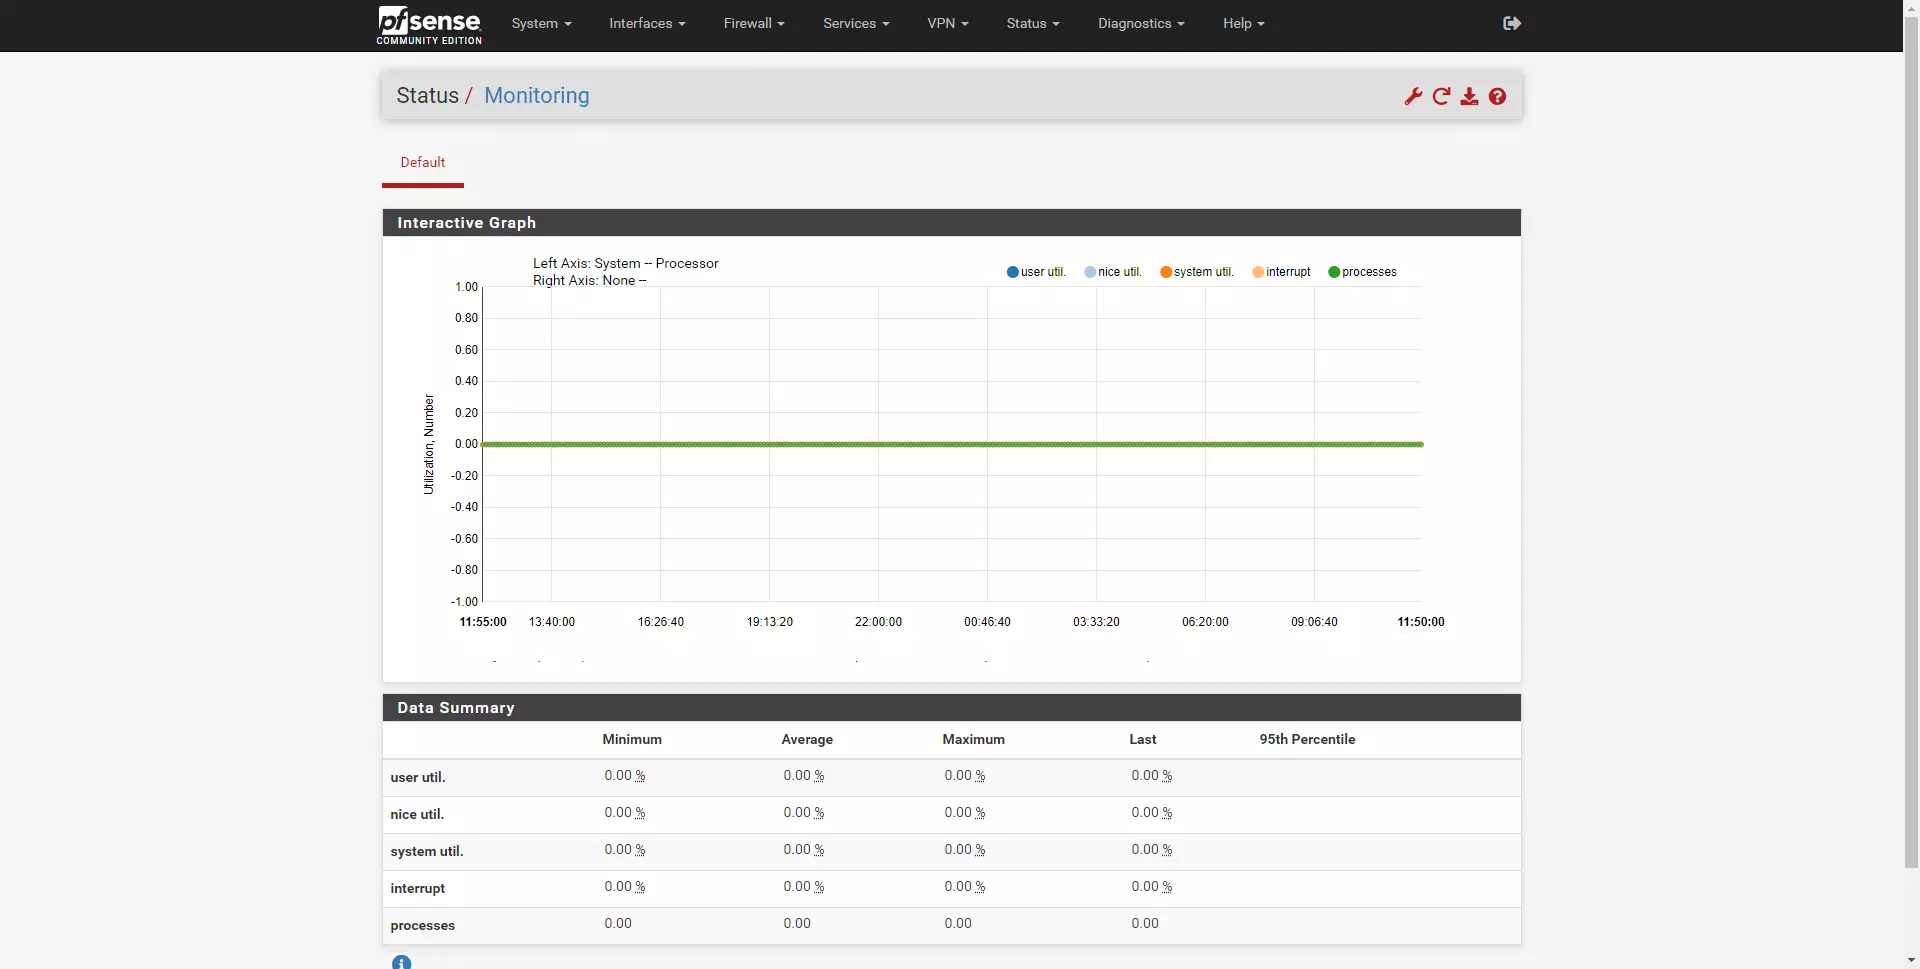 pfsense
COMMUNITY EDITION
System
Interfaces
Firewall
Services
VPN
Status
Diagnostics
Help
Status / Monitoring
Default
Interactive Graph
Left Axis: System -- Processor
Right Axis: None --
user util.
nice util.
system util.
interrupt
processes
1.00
0.80
0.60
0.40
0.20
0.00
-0.20
-0.40
-0.60
-0.80
-1.00
Utilization, Number
11:55:00 13:40:00 16:26:40 19:13:20 22:00:00 00:46:40 03:33:20 06:20:00 09:06:40 11:50:00
Data Summary
Minimum Average Maximum Last 95th Percentile
user util. 0.00 % 0.00 % 0.00 % 0.00 %
nice util. 0.00 % 0.00 % 0.00 % 0.00 %
system util. 0.00 % 0.00 % 0.00 % 0.00 %
interrupt 0.00 % 0.00 % 0.00 % 0.00 %
processes 0.00 0.00 0.00 0.00